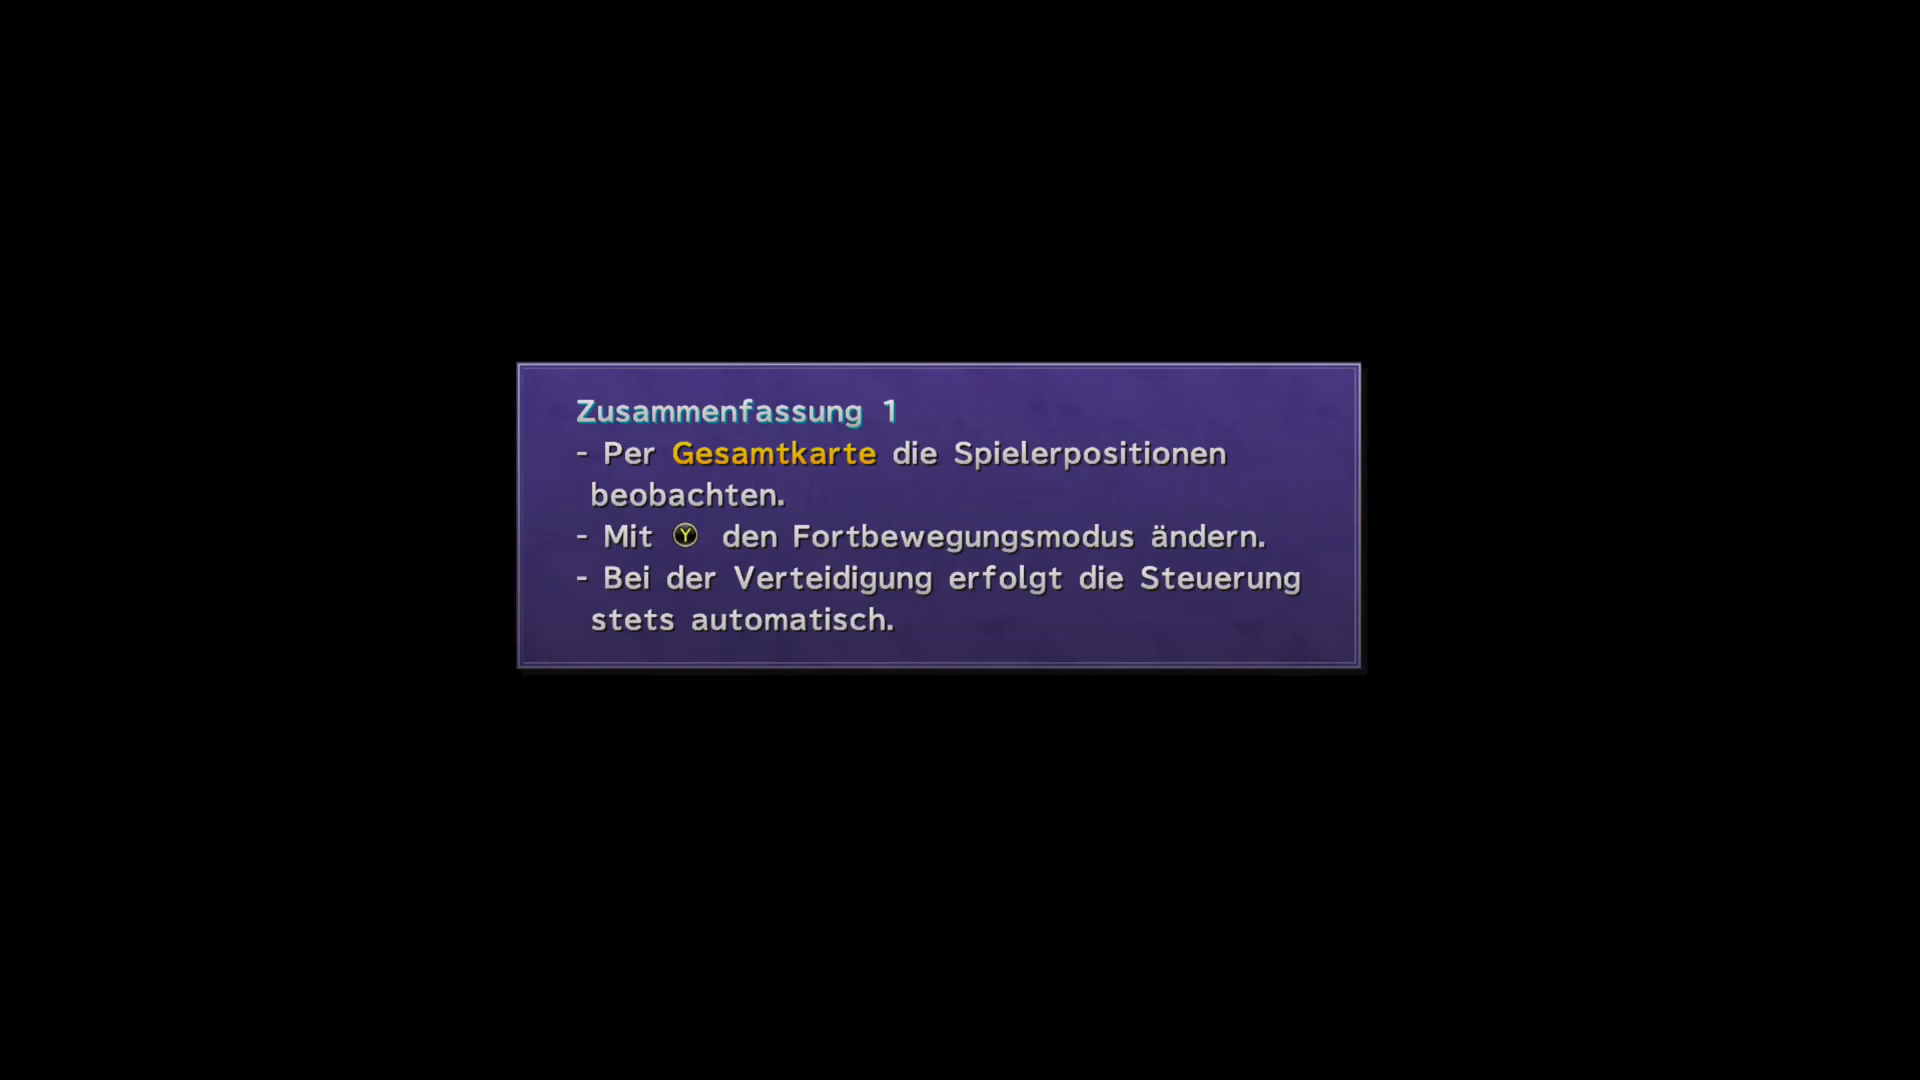 Zusammenfassung 1
- Per Gesamtkarte die Spielerpositionen
beobachten.
- Mit Ⓨ den Fortbewegungsmodus ändern.
- Bei der Verteidigung erfolgt die Steuerung
stets automatisch.